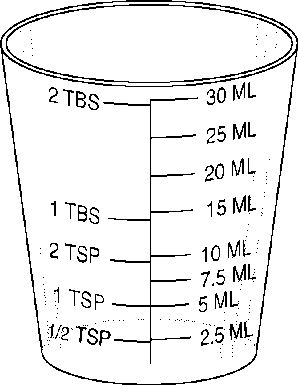 2 TBS 30 ML
25 ML
20 ML
1 TBS 15 ML
2 TSP 10 ML
7.5 ML
1 TSP 5 ML
1/2 TSP 2.5 ML